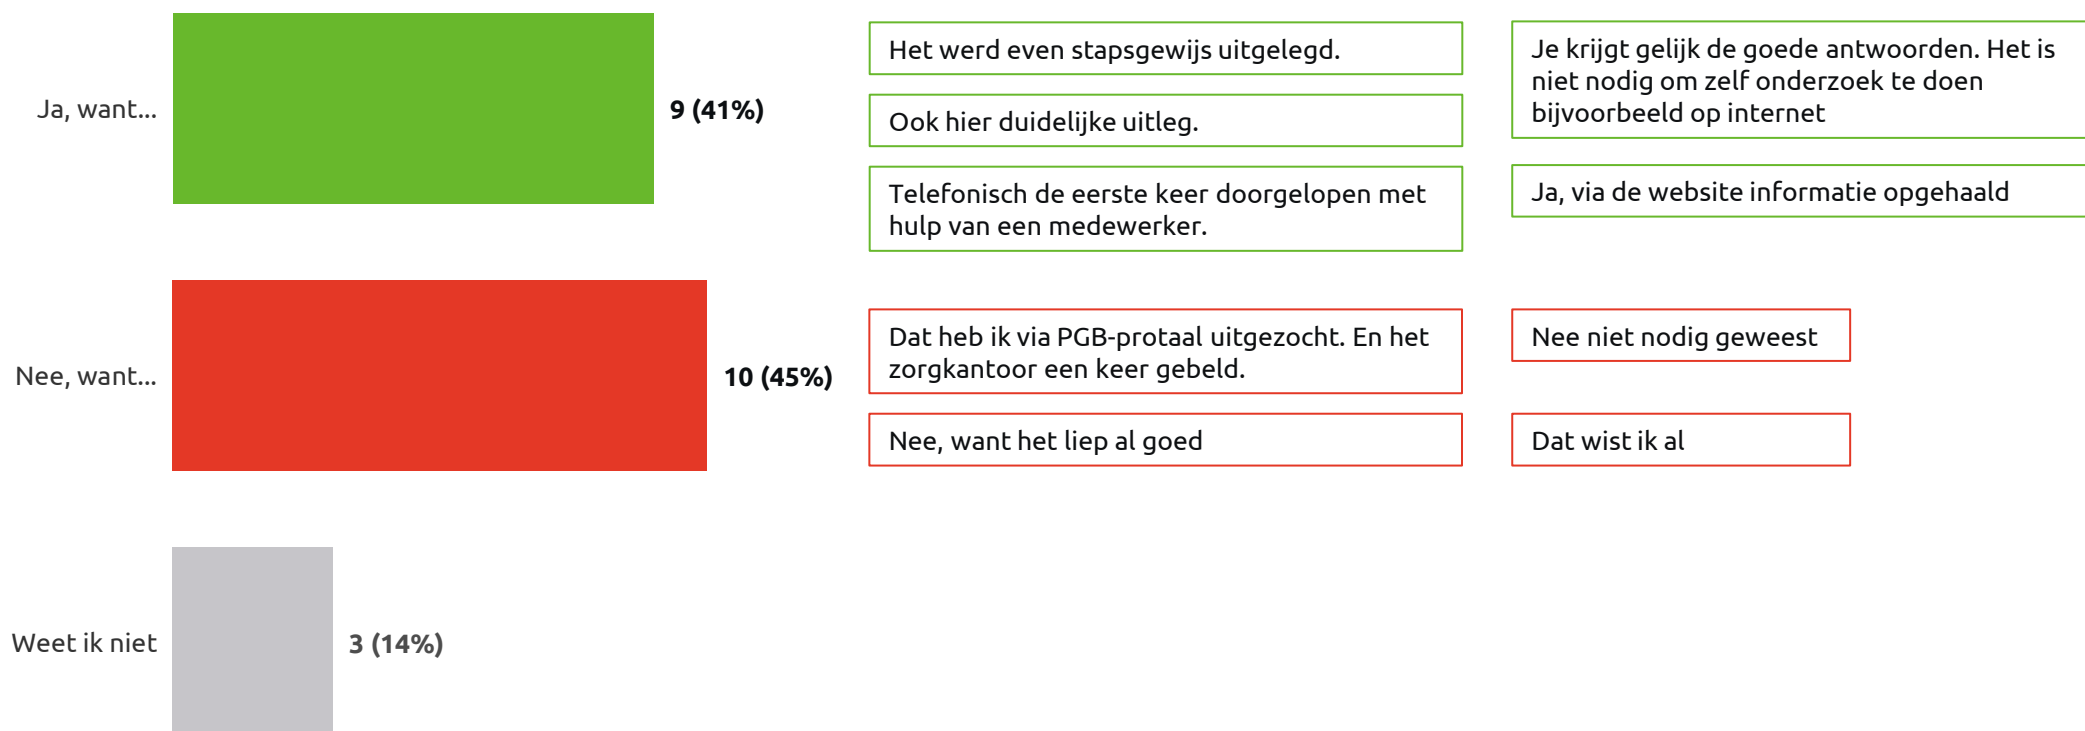 Ja, want...
9 (41%)
Het werd even stapsgewijs uitgelegd.
Ook hier duidelijke uitleg.
Telefonisch de eerste keer doorgelopen met
hulp van een medewerker.
Je krijgt gelijk de goede antwoorden. Het is
niet nodig om zelf onderzoek te doen
bijvoorbeeld op internet
Ja, via de website informatie opgehaald
Nee, want...
10 (45%)
Dat heb ik via PGB-protaal uitgezocht. En het
zorgkantoor een keer gebeld.
Nee, want het liep al goed
Nee niet nodig geweest
Dat wist ik al
Weet ik niet
3 (14%)